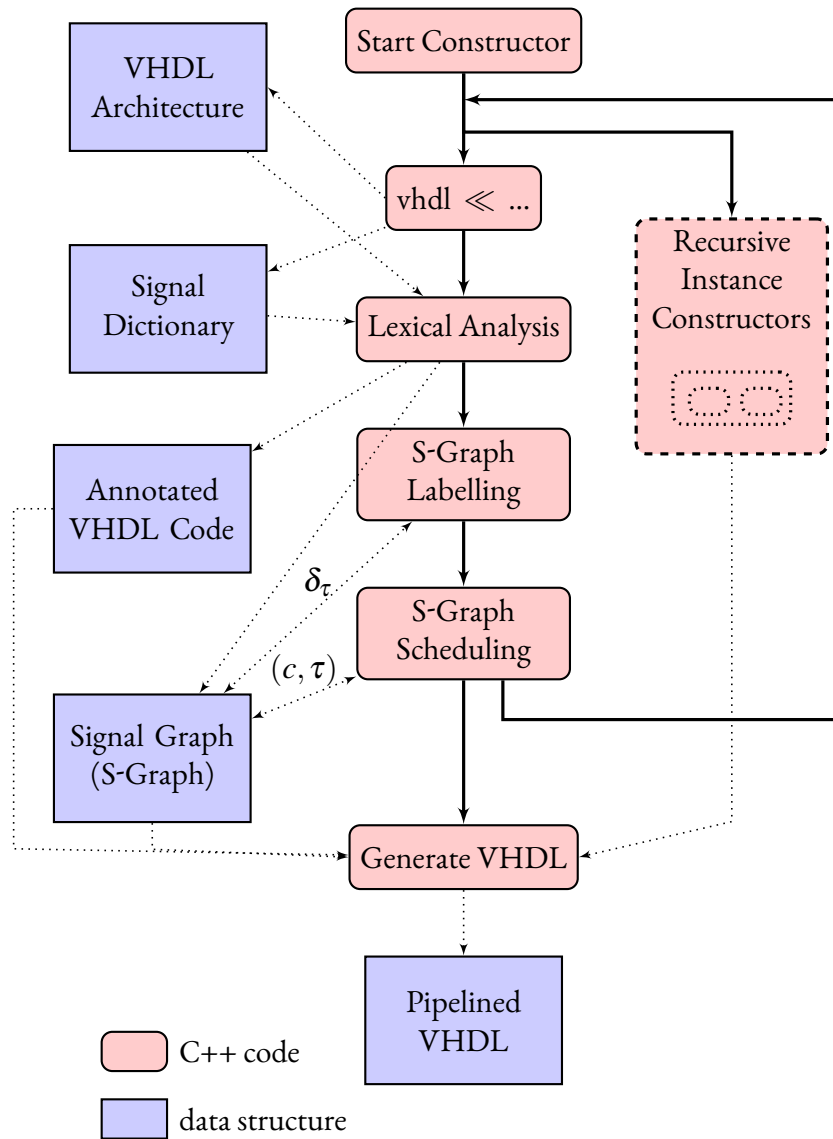 Start Constructor
VHDL
Architecture
vhdl ≪ ...
Recursive
Instance
Constructors
Signal
Dictionary
Lexical Analysis
S-Graph
Labelling
Annotated
VHDL Code
δτ
S-Graph
Scheduling
(c, τ)
Signal Graph
(S-Graph)
Generate VHDL
Pipelined
VHDL
C++ code
data structure